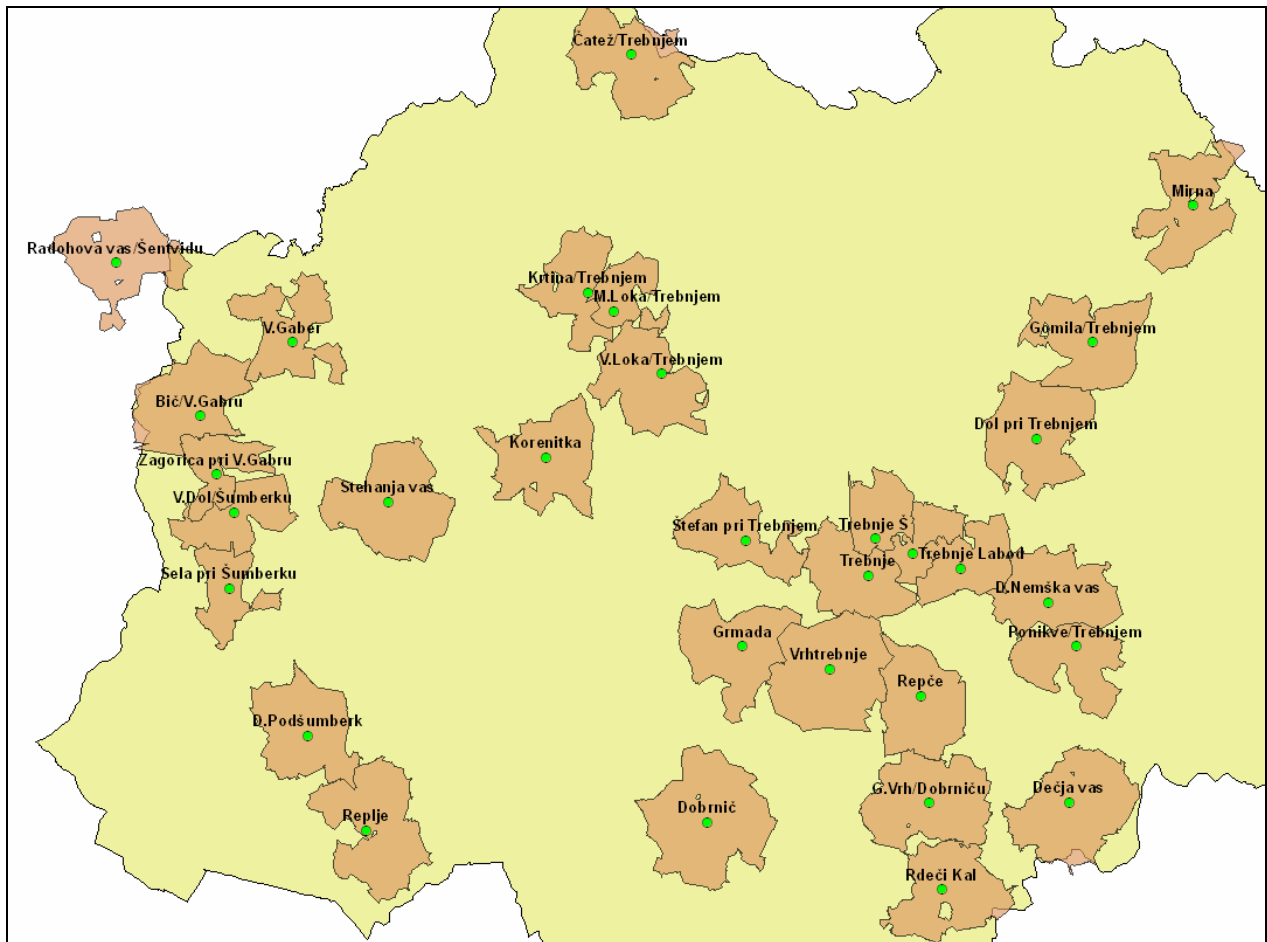 Čatež/Trebnjem
Mirna
Radohova vas/Šentvidu
Krtina/Trebnjem
M.Loka/Trebnjem
V.Gaber
Gomila/Trebnjem
V.Loka/Trebnjem
Bič/V.Gabru
Dol pri Trebnjem
Korenitka
Zagorica pri V.Gabru
Stehanja vas
V.Dol/Šumberku
Štefan pri Trebnjem
Trebnje Š
Trebnje Labod
Trebnje
Sela pri Šumberku
D.Nemška vas
Grmada
Ponikve/Trebnjem
Vrhtrebnje
Repče
D.Podšumberk
G.Vrh/Dobrniču
Dečja vas
Dobrnič
Replje
Rdeči Kal